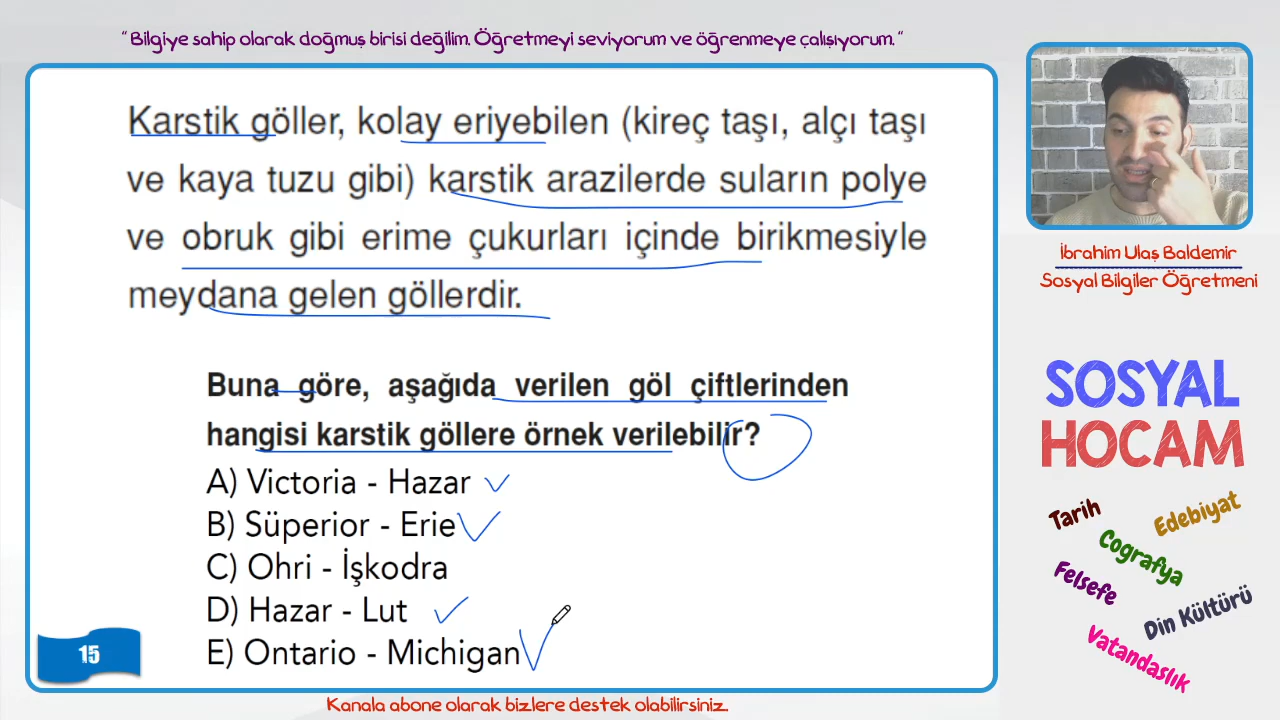 " Bilgiye sahip olarak doğmuş birisi değilim. Öğretmeyi seviyorum ve öğrenmeye çalışıyorum. "
Karstik göller, kolay eriyebilen (kireç taşı, alçı taşı
ve kaya tuzu gibi) karstik arazilerde suların polye
ve obruk gibi erime çukurları içinde birikmesiyle
meydana gelen göllerdir.
Buna göre, aşağıda verilen göl çiftlerinden
hangisi karstik göllere örnek verilebilir?
A) Victoria - Hazar
B) Süperior - Erie
C) Ohri - İşkodra
D) Hazar - Lut
E) Ontario - Michigan
15
Kanala abone olarak bizlere destek olabilirsiniz.
İbrahim Ulaş Baldemir
Sosyal Bilgiler Öğretmeni
SOSYAL
HOCAM
Tarih
Edebiyat
Coğrafya
Felsefe
Din Kültürü
Vatandaslık